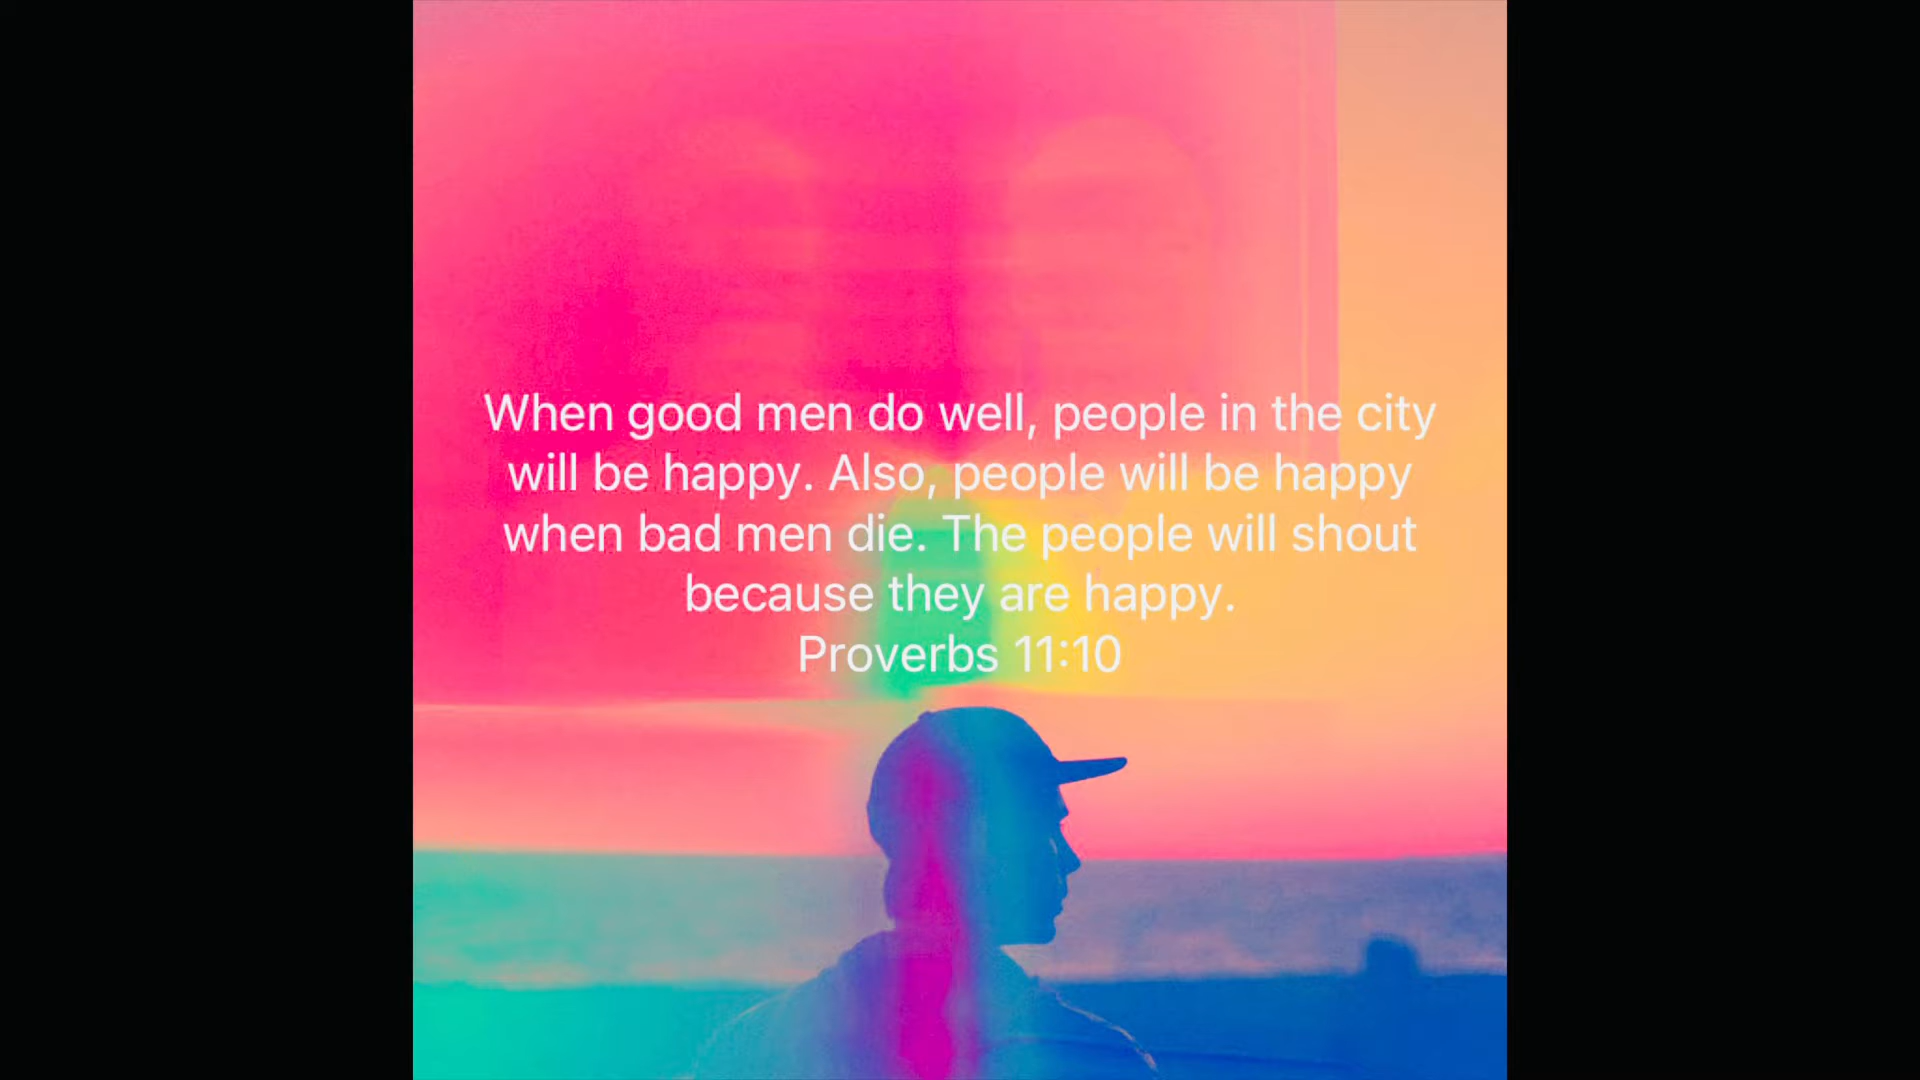 When good men do well, people in the city
will be happy. Also, people will be happy
when bad men die. The people will shout
because they are happy.
Proverbs 11:10